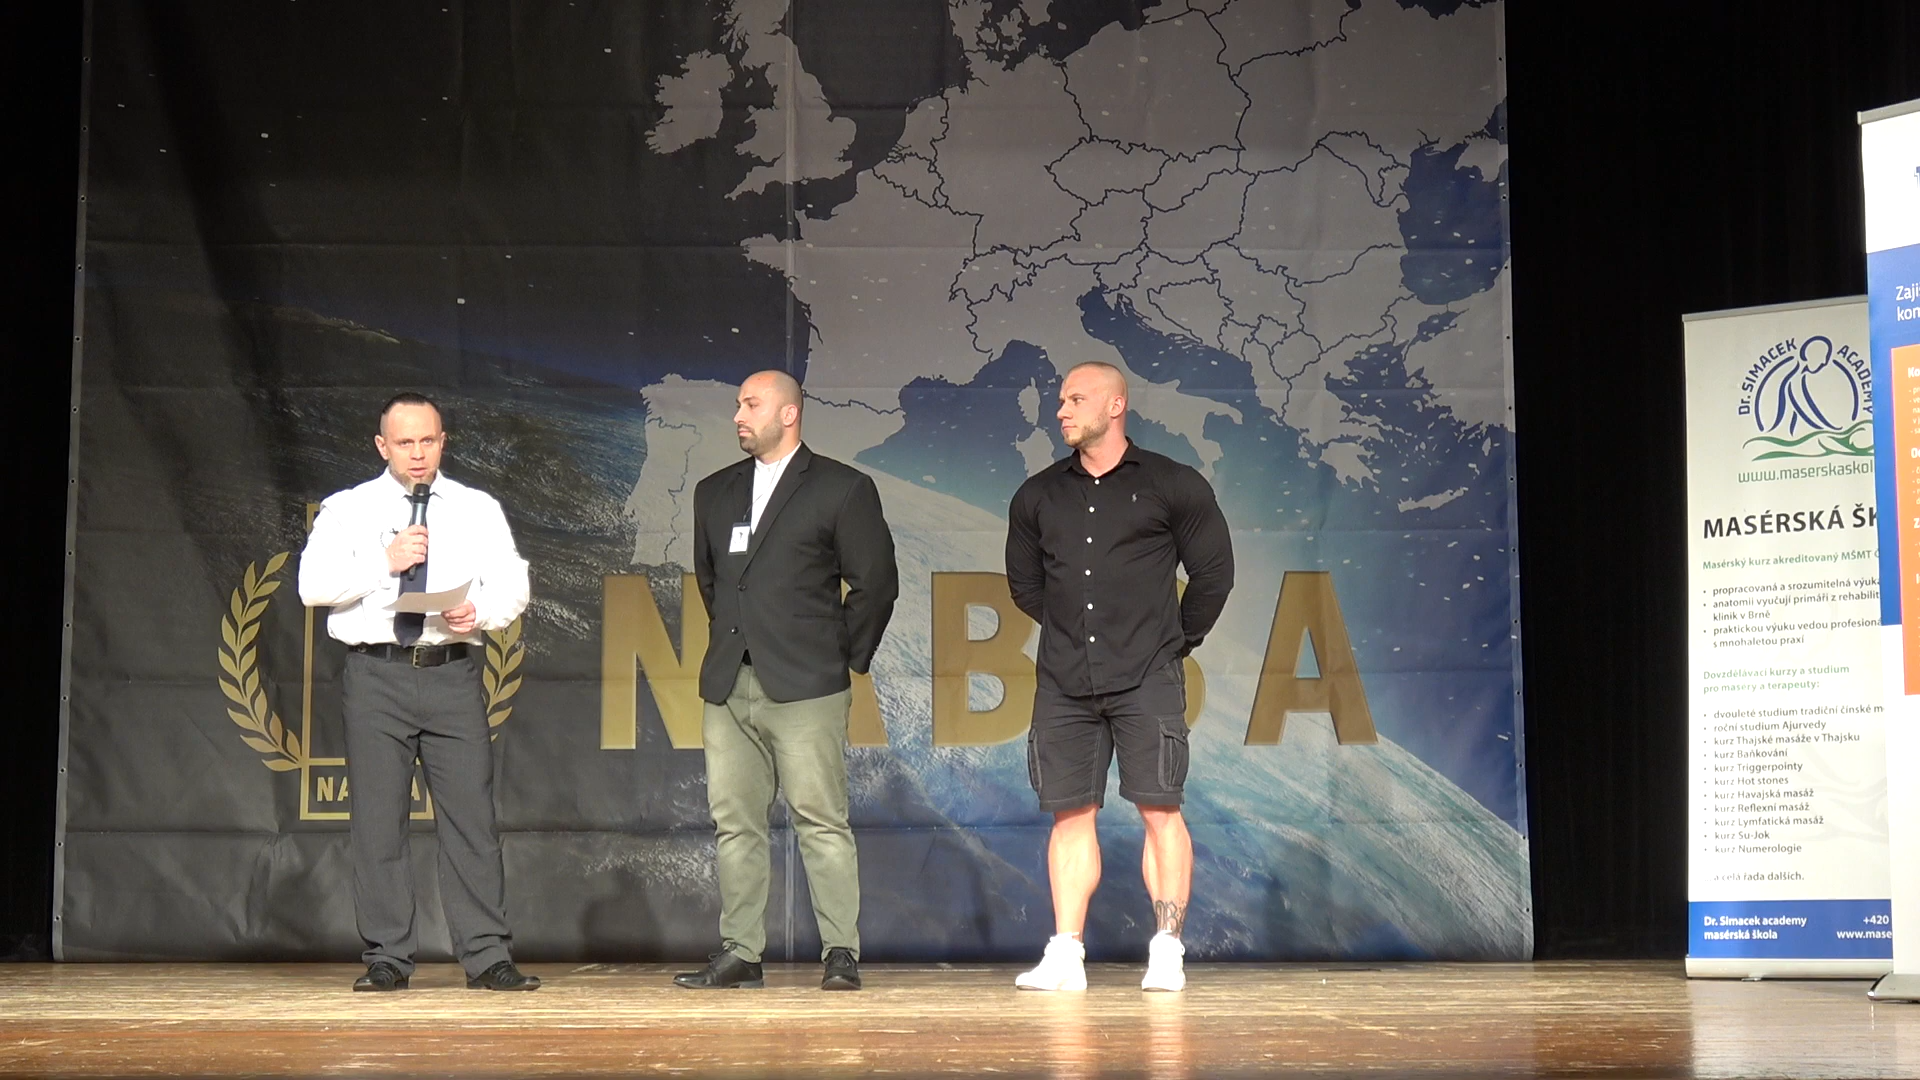 N A B B A
NA
A
Dr. SIMACEK ACADEMY
www.maserskaskol
MASÉRSKÁ ŠK
Masérský kurz akreditovaný MŠMT Č
• propracovaná a srozumitelná výuka
• anatomii vyučují primáři z rehabilit
klinik v Brně
• praktickou výuku vedou profesioná
s mnohaletou praxí
Dovzdělávací kurzy a studium
pro masery a terapeuty:
• dvouleté studium tradiční čínské m
• roční studium Ajurvedy
• kurz Thajské masáže v Thajsku
• kurz Baňkování
• kurz Triggerpointy
• kurz Hot stones
• kurz Havajská masáž
• kurz Reflexní masáž
• kurz Lymfatická masáž
• kurz Su-Jok
• kurz Numerologie
...a celá řada dalších.
Dr. Simacek academy
masérská škola
+420
www.mase
Zaji
kon